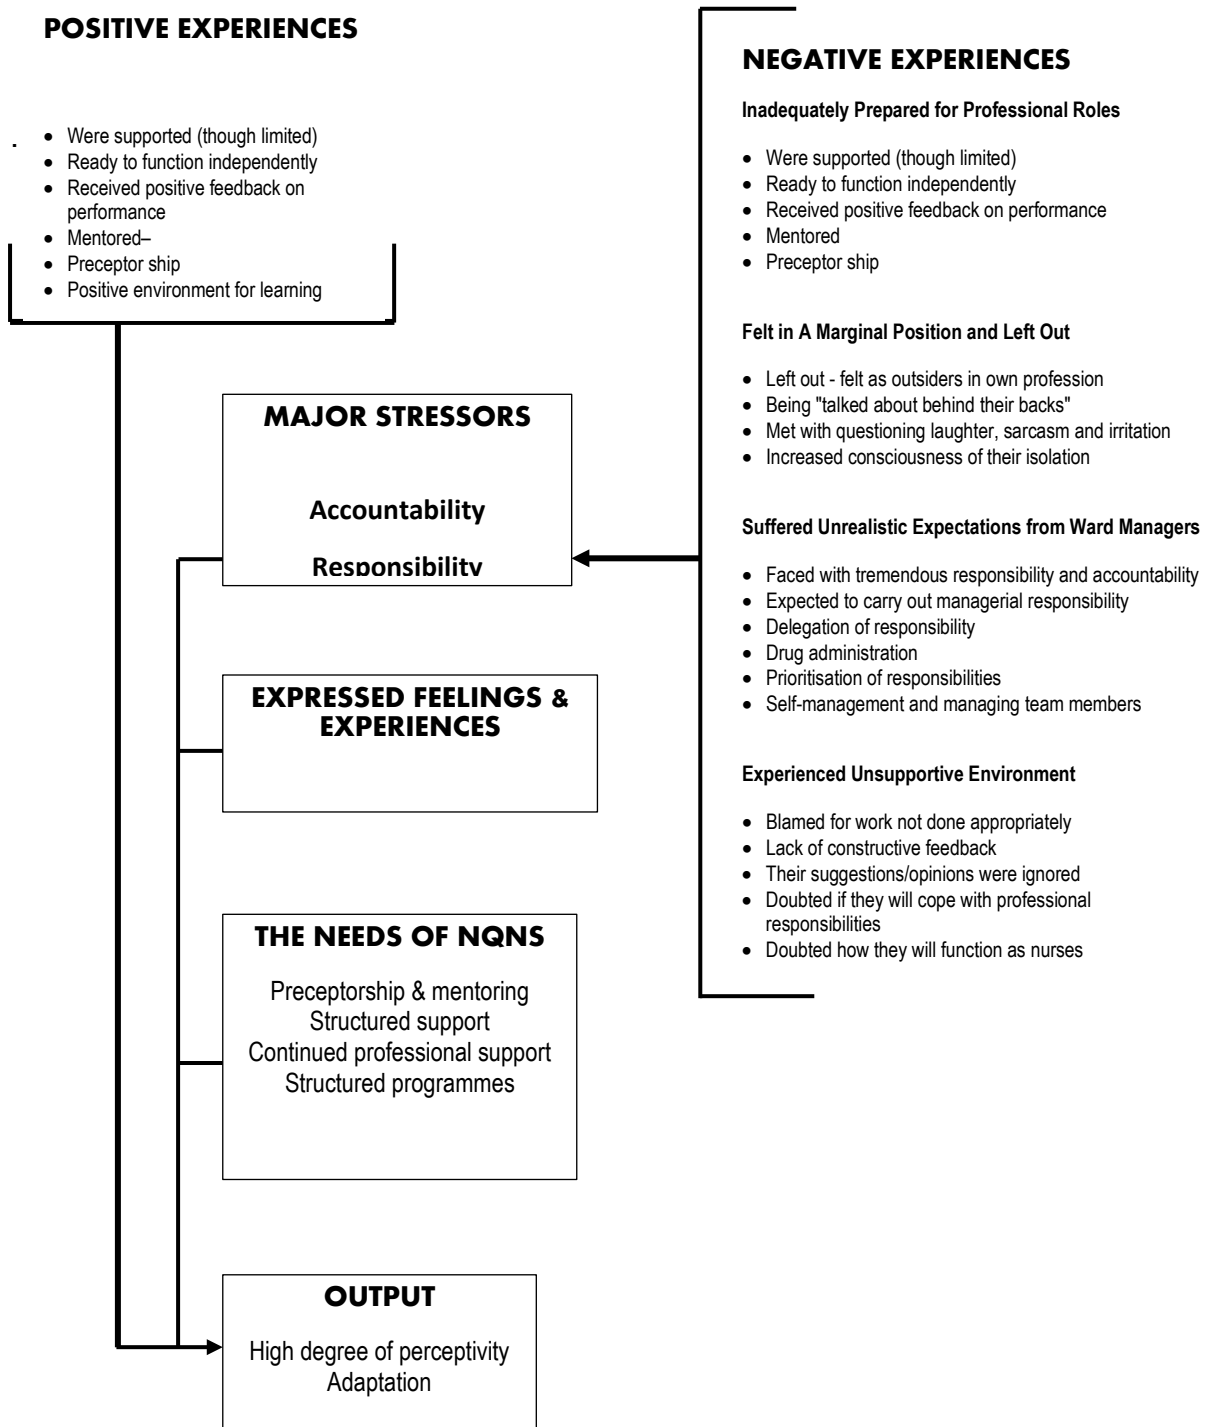 POSITIVE EXPERIENCES
.
• Were supported (though limited)
• Ready to function independently
• Received positive feedback on
performance
• Mentored–
• Preceptor ship
• Positive environment for learning
NEGATIVE EXPERIENCES
Inadequately Prepared for Professional Roles
• Were supported (though limited)
• Ready to function independently
• Received positive feedback on performance
• Mentored
• Preceptor ship
Felt in A Marginal Position and Left Out
• Left out - felt as outsiders in own profession
• Being "talked about behind their backs"
• Met with questioning laughter, sarcasm and irritation
• Increased consciousness of their isolation
Suffered Unrealistic Expectations from Ward Managers
• Faced with tremendous responsibility and accountability
• Expected to carry out managerial responsibility
• Delegation of responsibility
• Drug administration
• Prioritisation of responsibilities
• Self-management and managing team members
Experienced Unsupportive Environment
• Blamed for work not done appropriately
• Lack of constructive feedback
• Their suggestions/opinions were ignored
• Doubted if they will cope with professional
responsibilities
• Doubted how they will function as nurses
MAJOR STRESSORS
Accountability
Responsibility
EXPRESSED FEELINGS &
EXPERIENCES
THE NEEDS OF NQNS
Preceptorship & mentoring
Structured support
Continued professional support
Structured programmes
OUTPUT
High degree of perceptivity
Adaptation